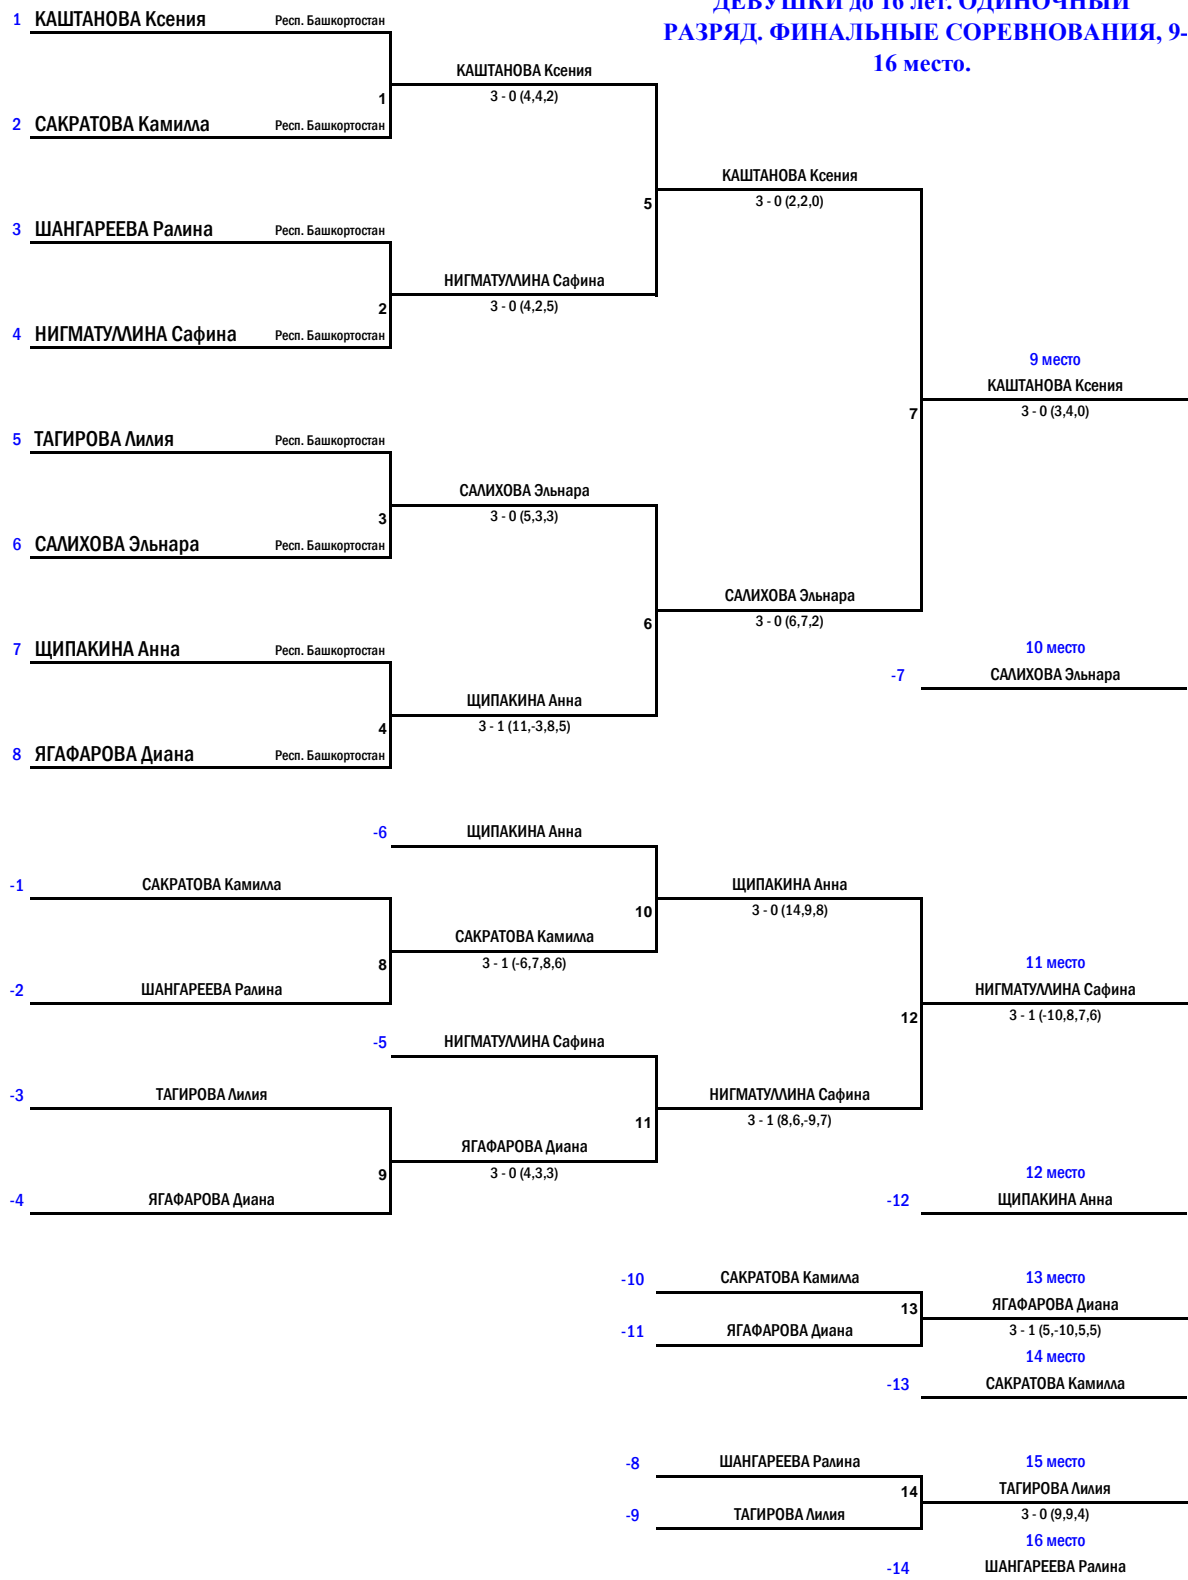 ДЕВУШКИ до 16 лет. ОДИНОЧНЫЙ
РАЗРЯД. ФИНАЛЬНЫЕ СОРЕВНОВАНИЯ, 9-
16 место.
1 КАШТАНОВА Ксения Респ. Башкортостан
КАШТАНОВА Ксения
1 3 - 0 (4,4,2)
2 САКРАТОВА Камилла Респ. Башкортостан
КАШТАНОВА Ксения
5 3 - 0 (2,2,0)
3 ШАНГАРЕЕВА Ралина Респ. Башкортостан
НИГМАТУЛЛИНА Сафина
2 3 - 0 (4,2,5)
4 НИГМАТУЛЛИНА Сафина Респ. Башкортостан
9 место
КАШТАНОВА Ксения
7 3 - 0 (3,4,0)
5 ТАГИРОВА Лилия Респ. Башкортостан
САЛИХОВА Эльнара
3 3 - 0 (5,3,3)
6 САЛИХОВА Эльнара Респ. Башкортостан
САЛИХОВА Эльнара
6 3 - 0 (6,7,2)
7 ЩИПАКИНА Анна Респ. Башкортостан
10 место
-7 САЛИХОВА Эльнара
ЩИПАКИНА Анна
4 3 - 1 (11,-3,8,5)
8 ЯГАФАРОВА Диана Респ. Башкортостан
-6 ЩИПАКИНА Анна
-1 САКРАТОВА Камилла
ЩИПАКИНА Анна
10 3 - 0 (14,9,8)
САКРАТОВА Камилла
8 3 - 1 (-6,7,8,6)
11 место
-2 ШАНГАРЕЕВА Ралина
НИГМАТУЛЛИНА Сафина
12 3 - 1 (-10,8,7,6)
-5 НИГМАТУЛЛИНА Сафина
-3 ТАГИРОВА Лилия
НИГМАТУЛЛИНА Сафина
11 3 - 1 (8,6,-9,7)
ЯГАФАРОВА Диана
9 3 - 0 (4,3,3)
12 место
-4 ЯГАФАРОВА Диана
-12 ЩИПАКИНА Анна
-10 САКРАТОВА Камилла
13 место
13 ЯГАФАРОВА Диана
-11 ЯГАФАРОВА Диана
3 - 1 (5,-10,5,5)
14 место
-13 САКРАТОВА Камилла
-8 ШАНГАРЕЕВА Ралина
15 место
14 ТАГИРОВА Лилия
-9 ТАГИРОВА Лилия
3 - 0 (9,9,4)
16 место
-14 ШАНГАРЕЕВА Ралина